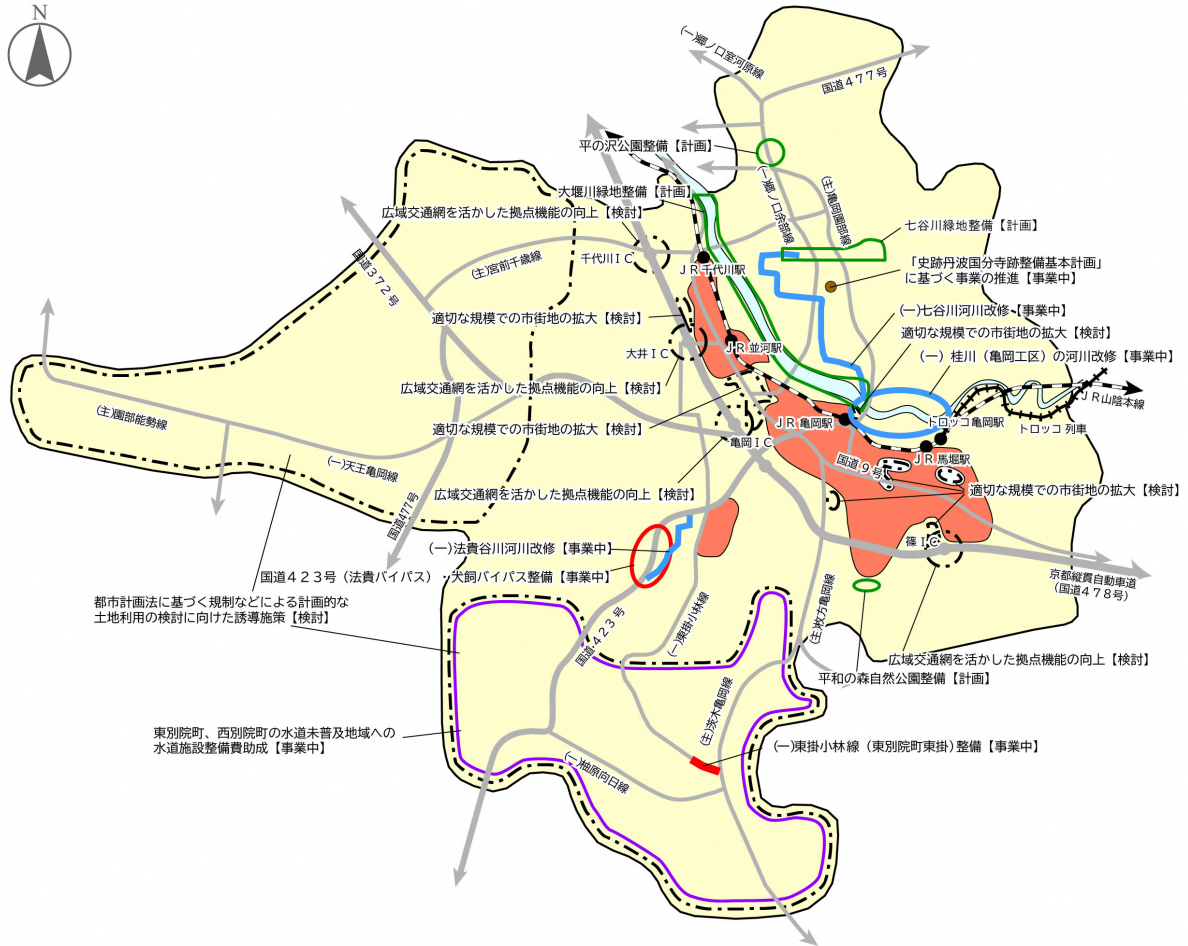 N
(一)郷ノ口室河原線
国道477号
平の沢公園整備【計画】
大堰川緑地整備【計画】
広域交通網を活かした拠点機能の向上【検討】
(一)郷ノ口余部線
(主)亀岡園部線
七谷川緑地整備【計画】
千代川IC
JR千代川駅
「史跡丹波国分寺跡整備基本計画」
に基づく事業の推進【事業中】
国道372号
(主)宮前千歳線
(一)七谷川河川改修【事業中】
適切な規模での市街地の拡大【検討】
適切な規模での市街地の拡大【検討】
大井IC
JR並河駅
(一) 桂川(亀岡工区)の河川改修【事業中】
広域交通網を活かした拠点機能の向上【検討】
JR山陰本線
(主)園部能勢線
適切な規模での市街地の拡大【検討】
JR亀岡駅
トロッコ亀岡駅
トロッコ列車
亀岡IC
(一)天王亀岡線
国道9号
JR馬堀駅
広域交通網を活かした拠点機能の向上【検討】
適切な規模での市街地の拡大【検討】
国道477号
(一)法貴谷川河川改修【事業中】
篠IC
国道423号(法貴バイパス)・犬飼バイパス整備【事業中】
京都縦貫自動車道
(国道478号)
都市計画法に基づく規制などによる計画的な
土地利用の検討に向けた誘導施策【検討】
国道423号
(一)東掛小林線
(主)枚方亀岡線
広域交通網を活かした拠点機能の向上【検討】
平和の森自然公園整備【計画】
(主)茨木亀岡線
東別院町、西別院町の水道未普及地域への
水道施設整備費助成【事業中】
(一)東掛小林線(東別院町東掛)整備【事業中】
(一)柚原向日線